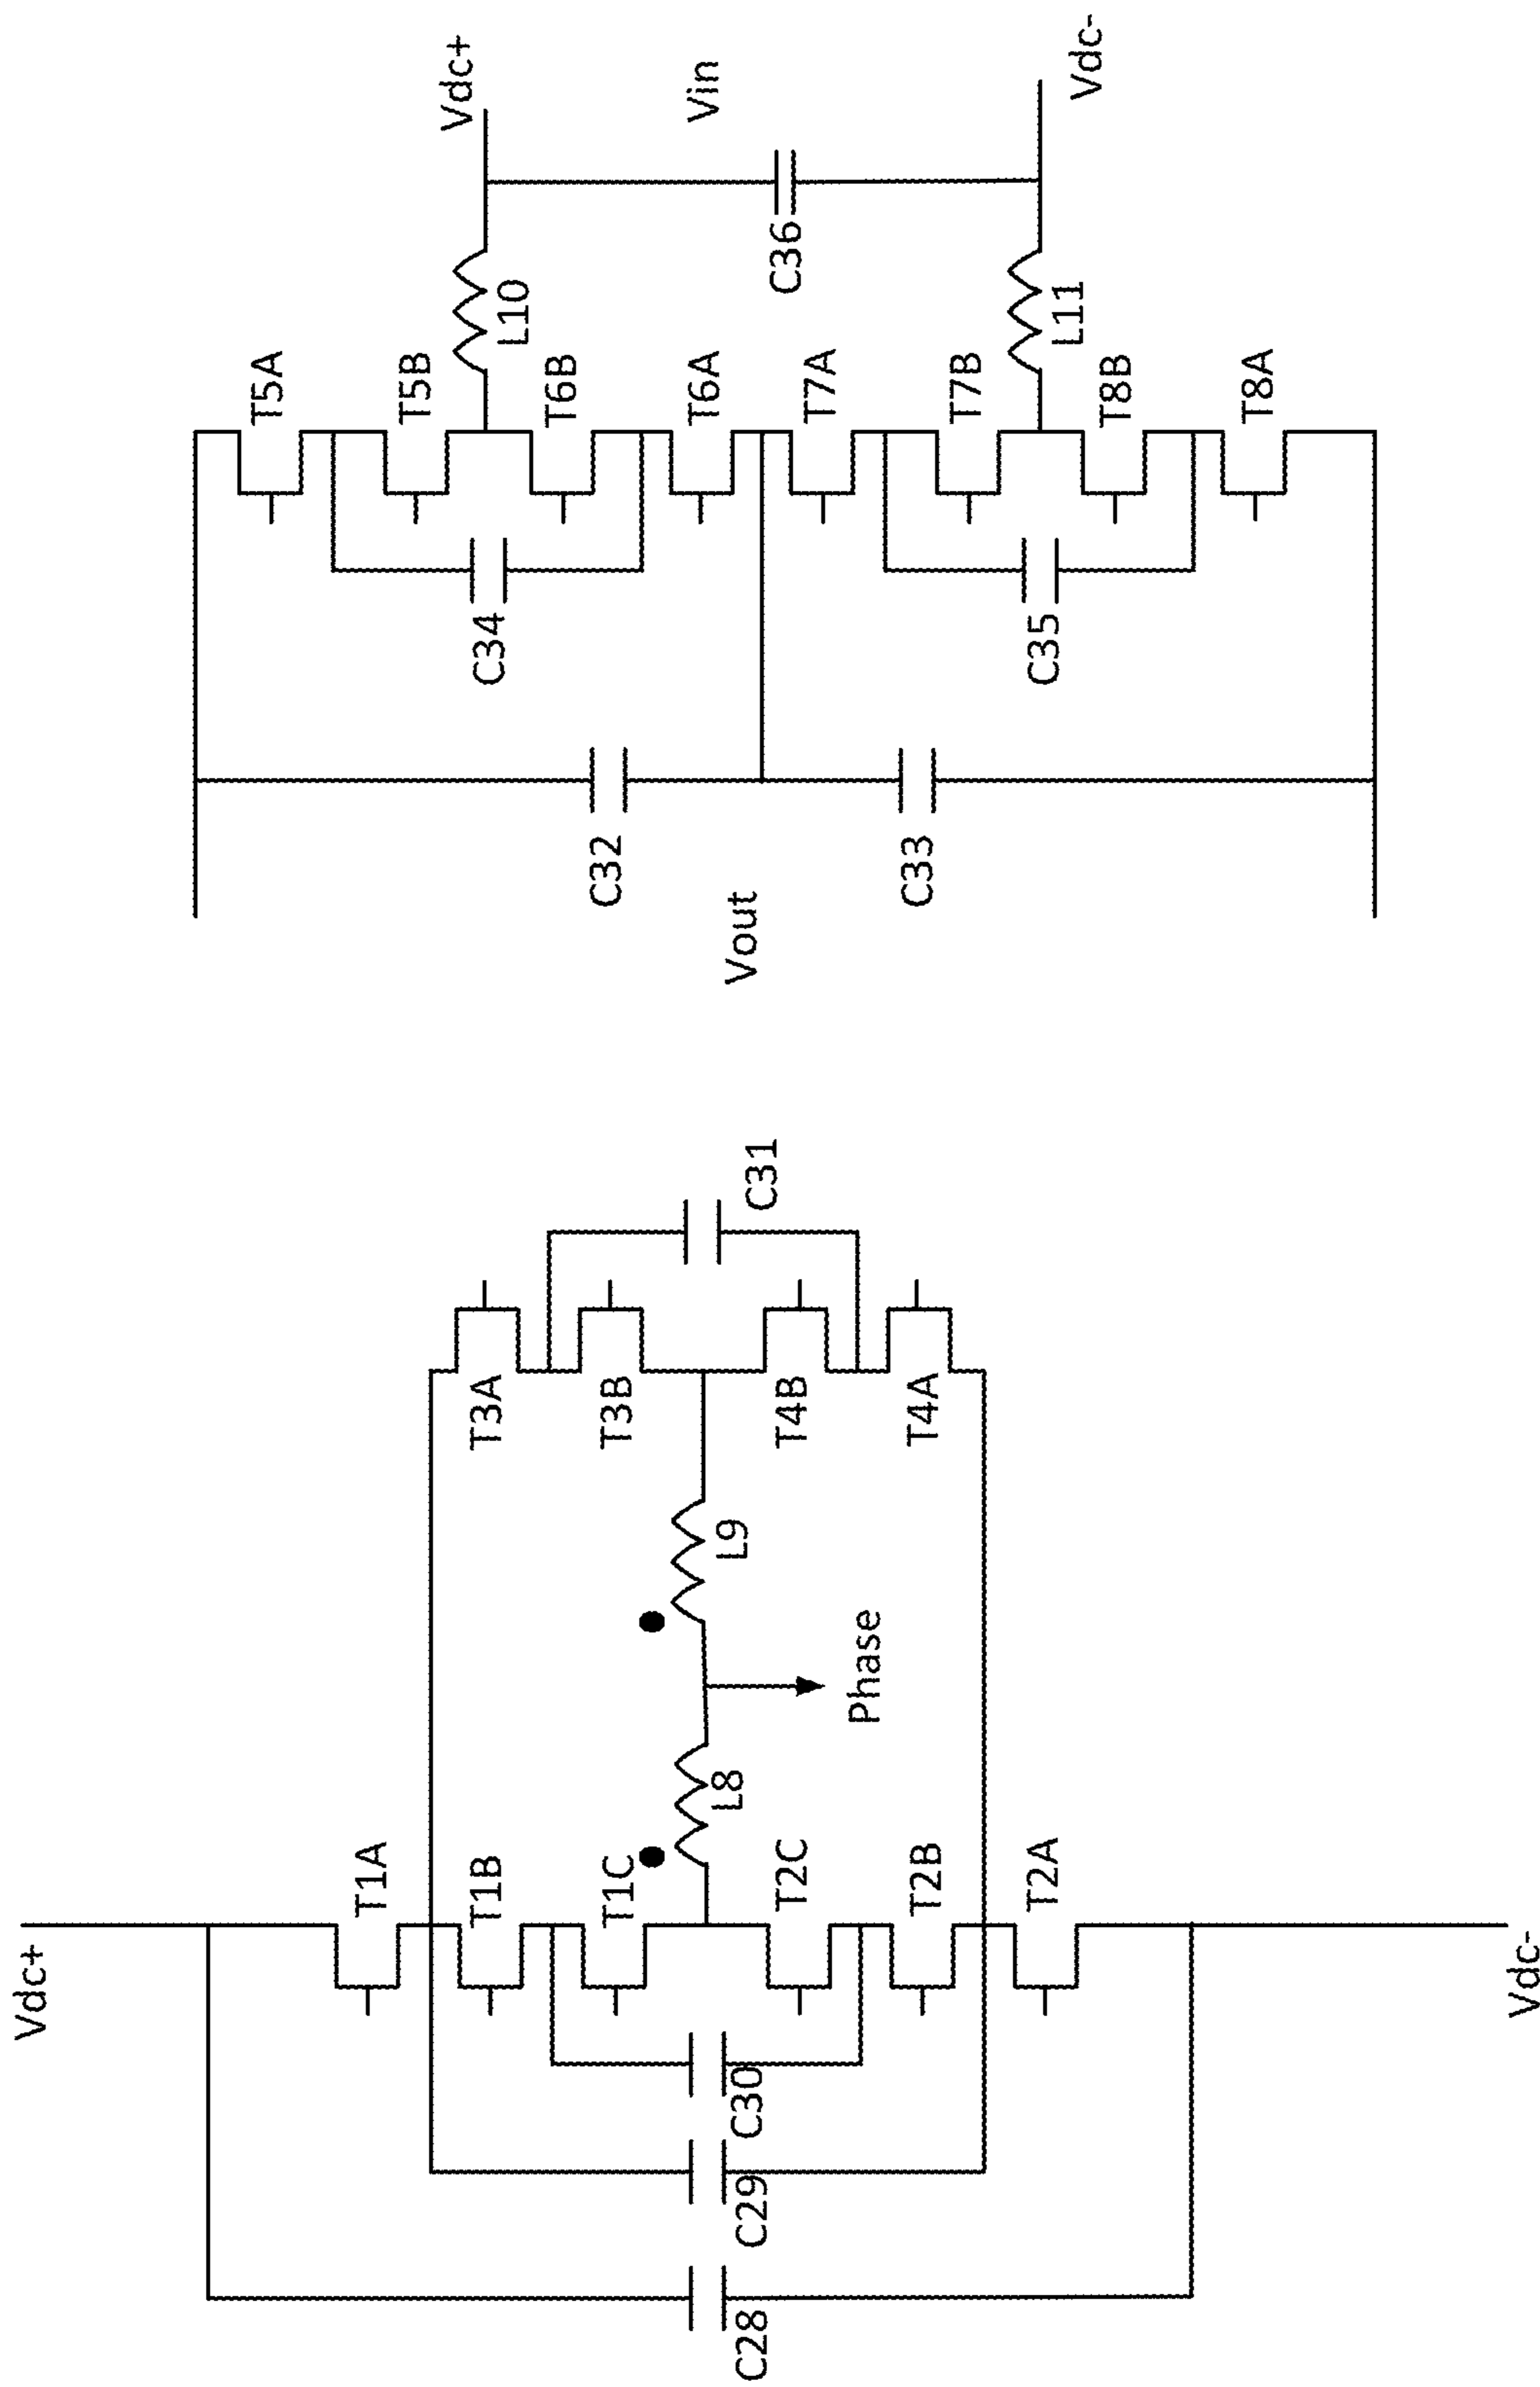 Vdc+
T1A
T1B
T1C
T2C
T2B
T2A
Vdc-
C28
C29
C30
L8
L9
Phase
T3A
T3B
T4B
T4A
C31
Vout
C32
C33
C34
C35
T5A
T5B
T6B
T6A
T7A
T7B
T8B
T8A
L10
L11
C36
Vdc+
Vin
Vdc-